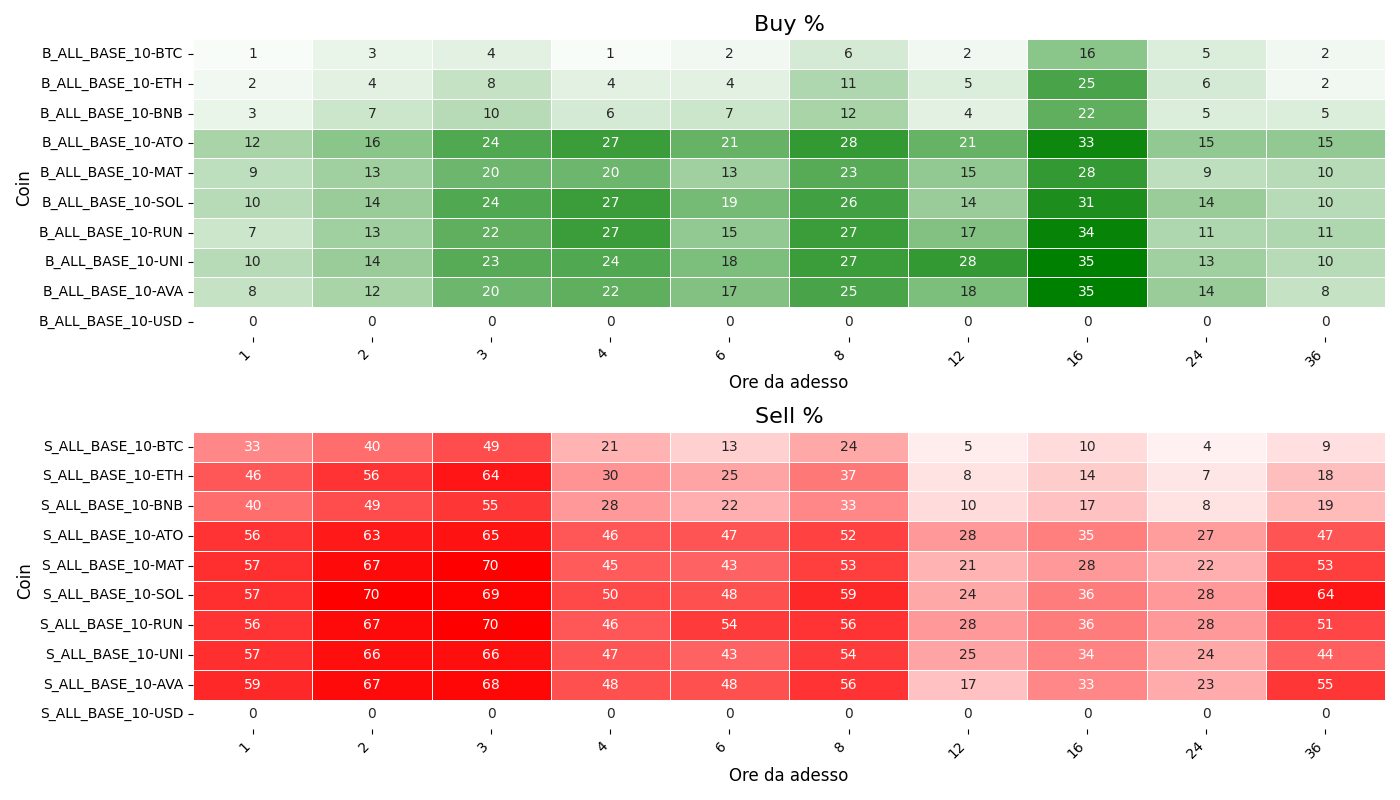 Buy %
Coin
B_ALL_BASE_10-BTC 1 3 4 1 2 6 2 16 5 2
B_ALL_BASE_10-ETH 2 4 8 4 4 11 5 25 6 2
B_ALL_BASE_10-BNB 3 7 10 6 7 12 4 22 5 5
B_ALL_BASE_10-ATO 12 16 24 27 21 28 21 33 15 15
B_ALL_BASE_10-MAT 9 13 20 20 13 23 15 28 9 10
B_ALL_BASE_10-SOL 10 14 24 27 19 26 14 31 14 10
B_ALL_BASE_10-RUN 7 13 22 27 15 27 17 34 11 11
B_ALL_BASE_10-UNI 10 14 23 24 18 27 28 35 13 10
B_ALL_BASE_10-AVA 8 12 20 22 17 25 18 35 14 8
B_ALL_BASE_10-USD 0 0 0 0 0 0 0 0 0 0
1 2 3 4 6 8 12 16 24 36
Ore da adesso
Sell %
Coin
S_ALL_BASE_10-BTC 33 40 49 21 13 24 5 10 4 9
S_ALL_BASE_10-ETH 46 56 64 30 25 37 8 14 7 18
S_ALL_BASE_10-BNB 40 49 55 28 22 33 10 17 8 19
S_ALL_BASE_10-ATO 56 63 65 46 47 52 28 35 27 47
S_ALL_BASE_10-MAT 57 67 70 45 43 53 21 28 22 53
S_ALL_BASE_10-SOL 57 70 69 50 48 59 24 36 28 64
S_ALL_BASE_10-RUN 56 67 70 46 54 56 28 36 28 51
S_ALL_BASE_10-UNI 57 66 66 47 43 54 25 34 24 44
S_ALL_BASE_10-AVA 59 67 68 48 48 56 17 33 23 55
S_ALL_BASE_10-USD 0 0 0 0 0 0 0 0 0 0
1 2 3 4 6 8 12 16 24 36
Ore da adesso